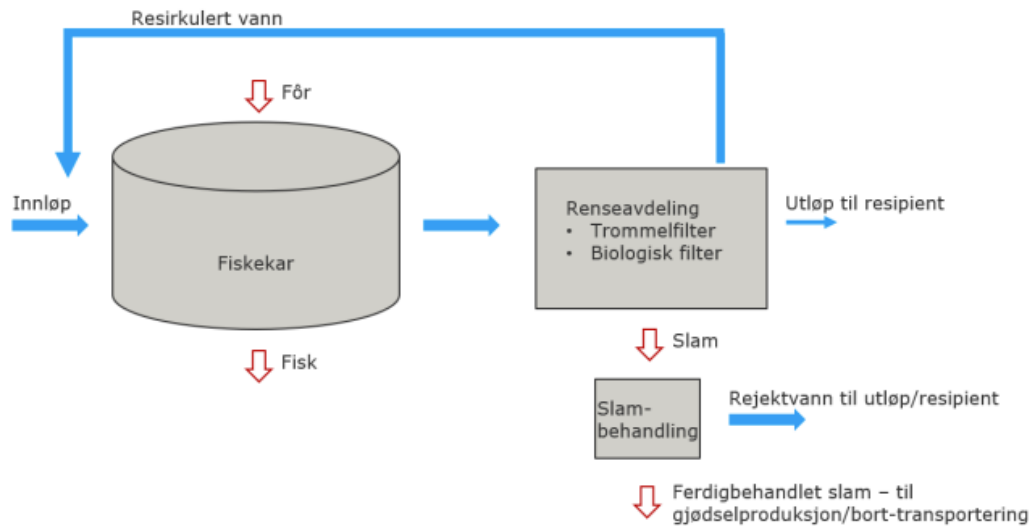 Resirkulert vann
Fôr
Innløp
Fiskekar
Renseavdeling
• Trommelfilter
• Biologisk filter
Utløp til resipient
Fisk
Slam
Slam-
behandling
Rejektvann til utløp/resipient
Ferdigbehandlet slam – til
gjødselproduksjon/bort-transportering